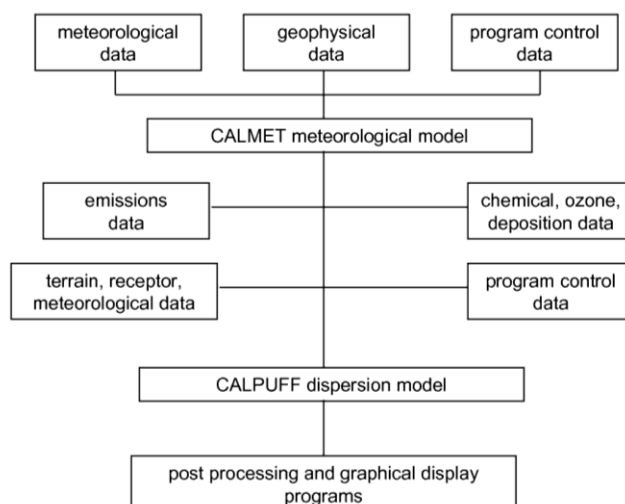 meteorological
data
geophysical
data
program control
data
CALMET meteorological model
emissions
data
chemical, ozone,
deposition data
terrain, receptor,
meteorological data
program control
data
CALPUFF dispersion model
post processing and graphical display
programs